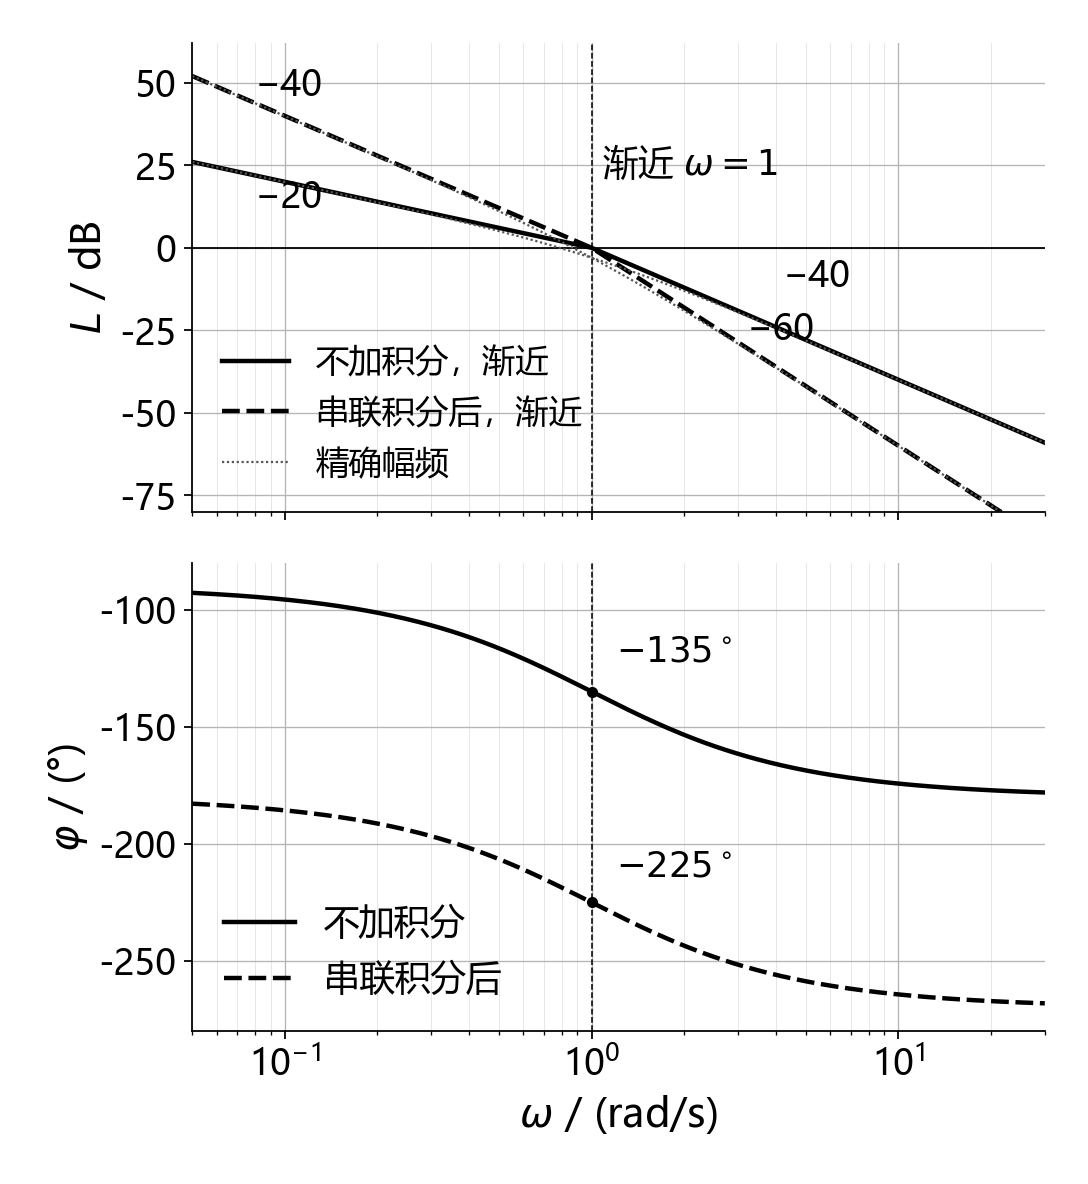 50
25
0
-25
-50
-75
L / dB
−40
−20
渐近 ω = 1
−40
−60
不加积分，渐近
串联积分后，渐近
精确幅频
-100
-150
-200
-250
φ / (°)
−135°
−225°
不加积分
串联积分后
10⁻¹ 10⁰ 10¹
ω / (rad/s)